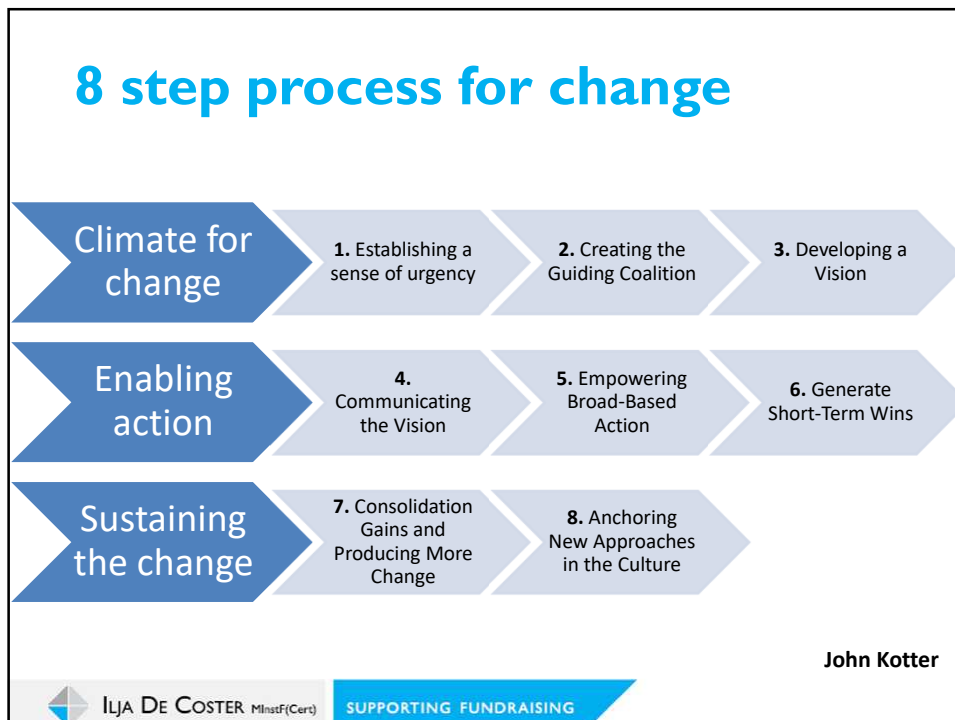 8 step process for change
Climate for
change
1. Establishing a
sense of urgency
2. Creating the
Guiding Coalition
3. Developing a
Vision
Enabling
action
4.
Communicating
the Vision
5. Empowering
Broad-Based
Action
6. Generate
Short-Term Wins
Sustaining
the change
7. Consolidation
Gains and
Producing More
Change
8. Anchoring
New Approaches
in the Culture
John Kotter
ILJA DE COSTER MInstF(Cert)
SUPPORTING FUNDRAISING